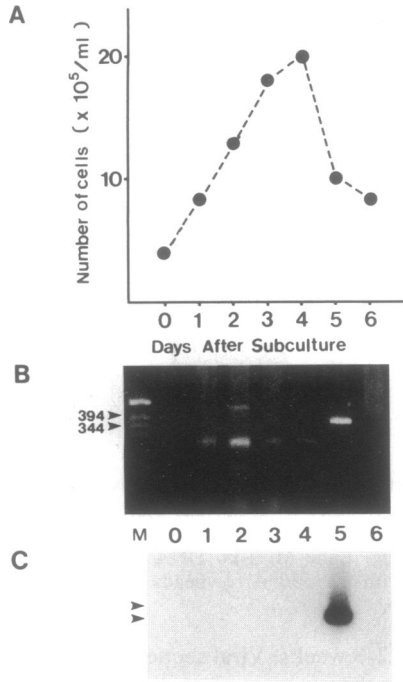 A
Number of cells ( x 10⁵/ml )
20
10
0 1 2 3 4 5 6
Days After Subculture
B
394
344
M 0 1 2 3 4 5 6
C